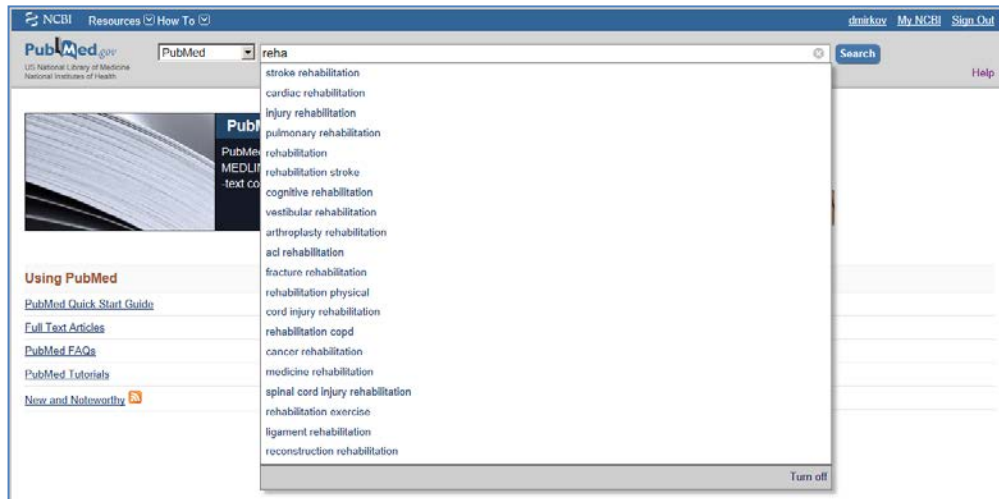 NCBI Resources How To dmirkov My NCBI Sign Out
PubMed.gov PubMed reha Search
US National Library of Medicine
National Institutes of Health
Help
stroke rehabilitation
cardiac rehabilitation
injury rehabilitation
pulmonary rehabilitation
rehabilitation
rehabilitation stroke
cognitive rehabilitation
vestibular rehabilitation
arthroplasty rehabilitation
acl rehabilitation
fracture rehabilitation
rehabilitation physical
cord injury rehabilitation
rehabilitation copd
cancer rehabilitation
medicine rehabilitation
spinal cord injury rehabilitation
rehabilitation exercise
ligament rehabilitation
reconstruction rehabilitation
Turn off
Using PubMed
PubMed Quick Start Guide
Full Text Articles
PubMed FAQs
PubMed Tutorials
New and Noteworthy